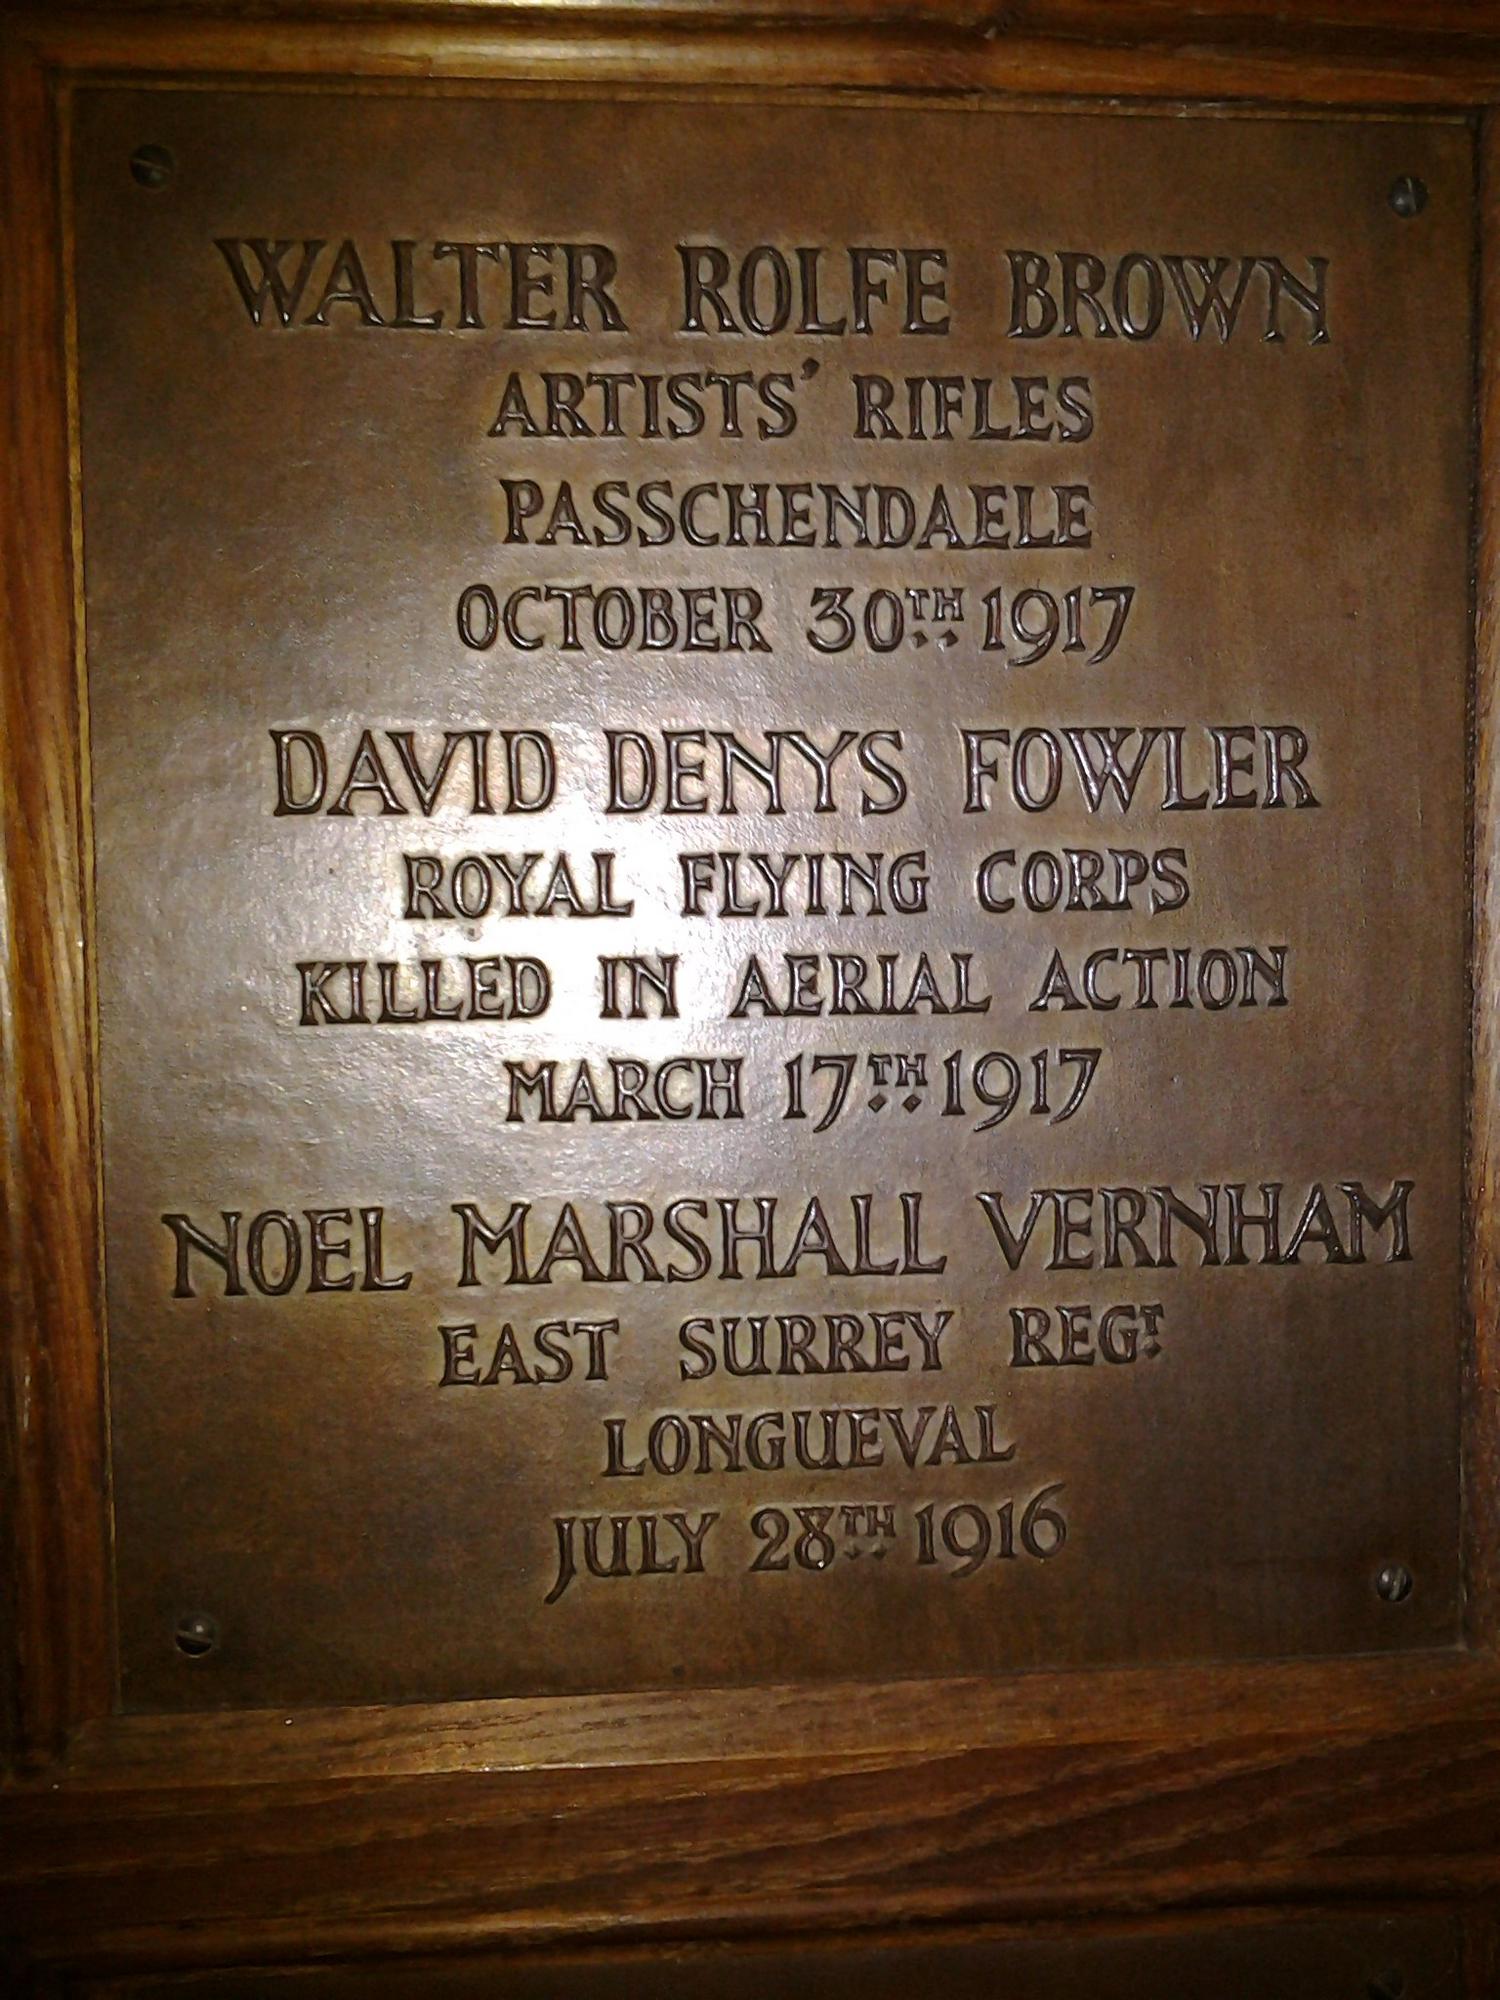 WALTER ROLFE BROWN
ARTISTS' RIFLES
PASSCHENDAELE
OCTOBER 30TH 1917
DAVID DENYS FOWLER
ROYAL FLYING CORPS
KILLED IN AERIAL ACTION
MARCH 17TH 1917
NOEL MARSHALL VERNHAM
EAST SURREY REGT
LONGUEVAL
JULY 28TH 1916